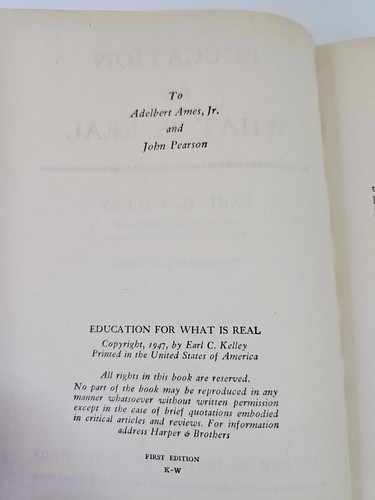 To
Adelbert Ames, Jr.
and
John Pearson
EDUCATION FOR WHAT IS REAL
Copyright, 1947, by Earl C. Kelley
Printed in the United States of America
All rights in this book are reserved.
No part of the book may be reproduced in any
manner whatsoever without written permission
except in the case of brief quotations embodied
in critical articles and reviews. For information
address Harper & Brothers
FIRST EDITION
K-W